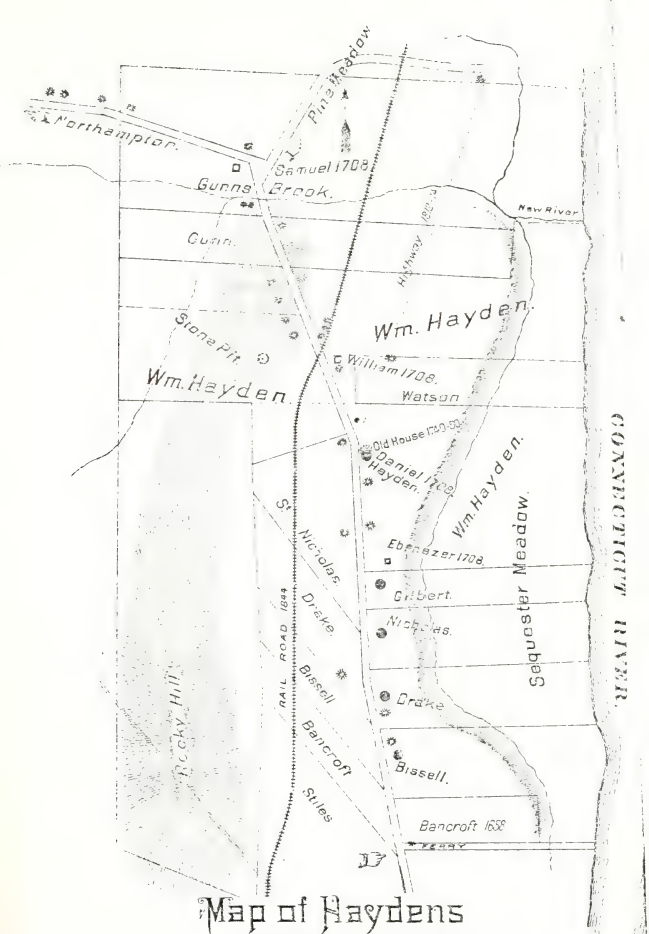 Pine Meadow
Northampton.
Samuel 1708
Gunns Brook.
New River
Gunn.
Highway
Wm. Hayden.
Stone Pit
William 1708.
Wm. Hayden
Watson
Old House 1740-50
Daniel 1708
Hayden.
Wm. Hayden.
CONNECTICUT RIVER.
St. Nicholas
Ebenezer 1708
Gilbert.
Sequester Meadow.
Drake
Nicholas.
RAIL ROAD 1844
Bissell
Drake
Rocky Hill
Bancroft
Bissell.
Stiles
Bancroft 1658
FERRY
Map of Haydens